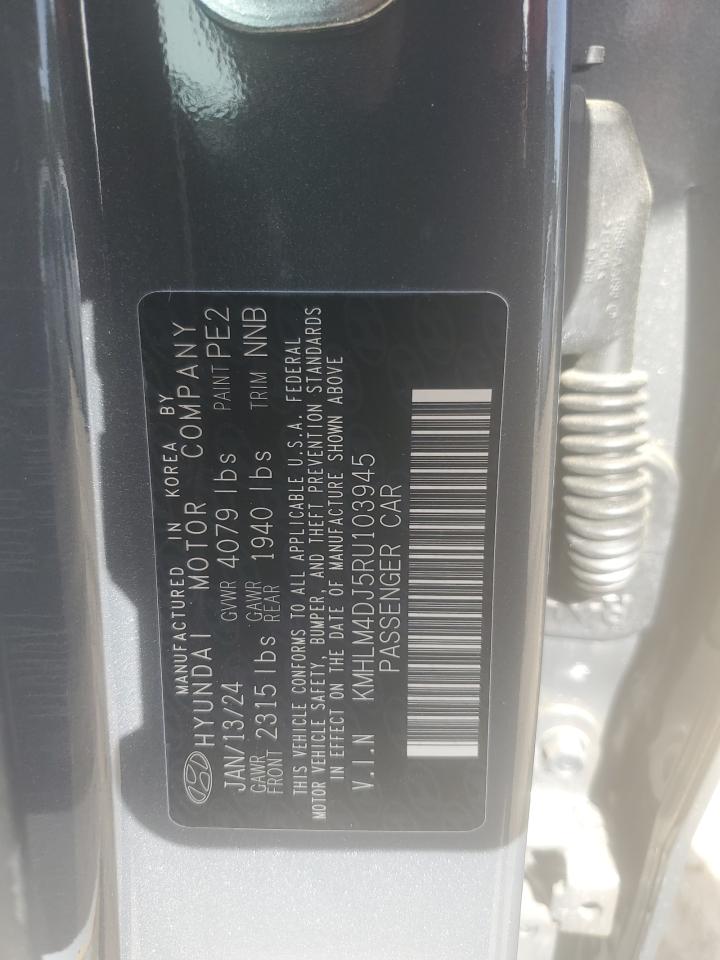 MANUFACTURED IN KOREA BY
HYUNDAI MOTOR COMPANY
JAN/13/24 GVWR 4079 lbs PAINT PE2
GAWR FRONT 2315 lbs GAWR REAR 1940 lbs TRIM NNB
THIS VEHICLE CONFORMS TO ALL APPLICABLE U.S.A. FEDERAL
MOTOR VEHICLE SAFETY, BUMPER, AND THEFT PREVENTION STANDARDS
IN EFFECT ON THE DATE OF MANUFACTURE SHOWN ABOVE
V.I.N KMHLM4DJ5RU103945
PASSENGER CAR